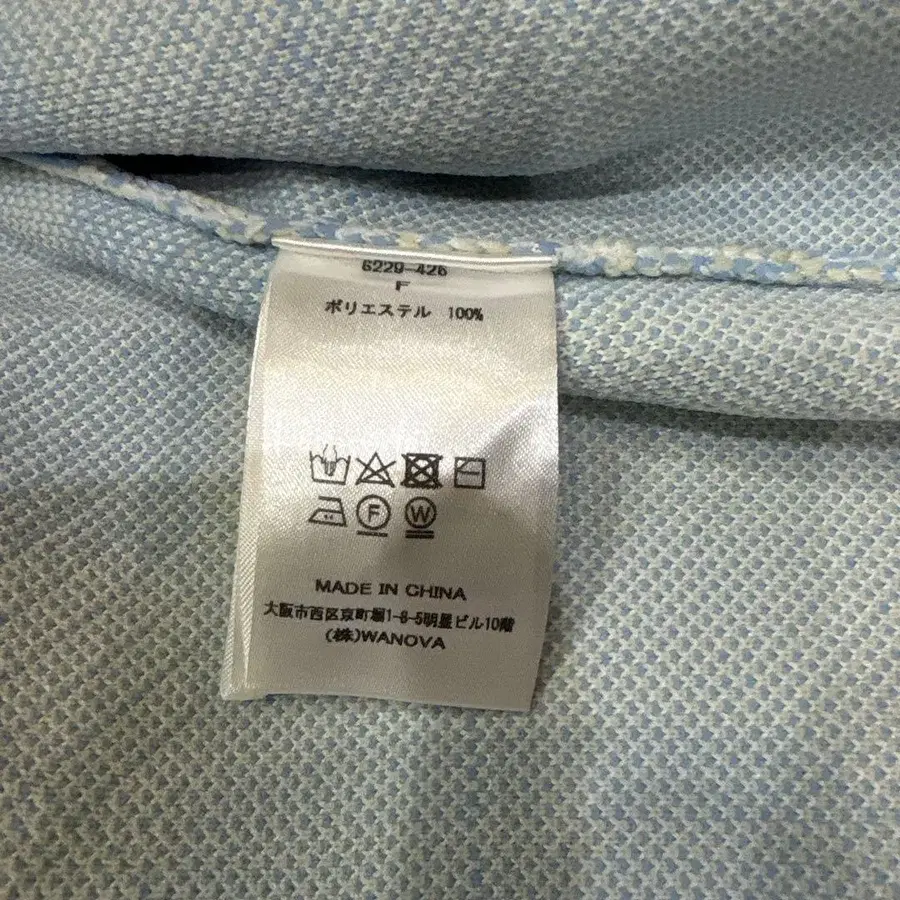 6229-426
F
ポリエステル 100%
F W
MADE IN CHINA
大阪市西区京町堀1-6-5明星ビル10階
(株)WANOVA